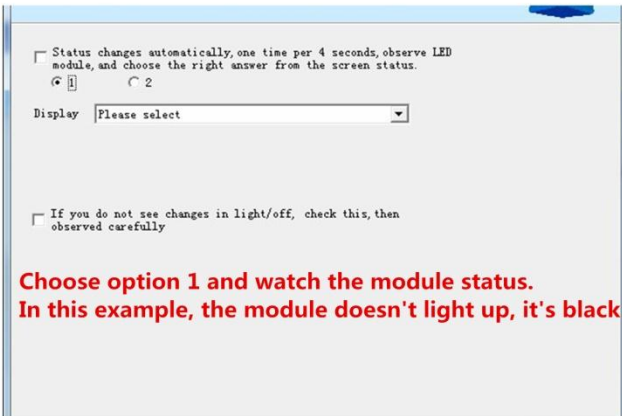 Status changes automatically, one time per 4 seconds, observe LED
module, and choose the right answer from the screen status.
1 2
Display Please select
If you do not see changes in light/off, check this, then
observed carefully
Choose option 1 and watch the module status.
In this example, the module doesn't light up, it's black